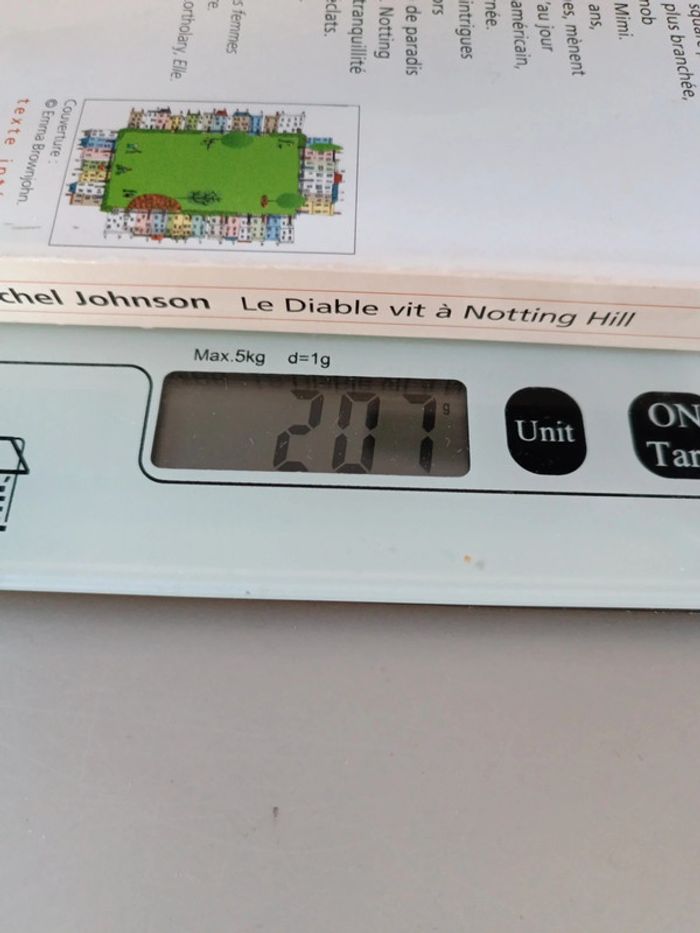 plus branchée,
nob
Mimi.
ans,
es, mènent
'au jour
américain,
née.
intrigues
ors
de paradis
. Notting
tranquillité
éclats.
s femmes
re.
ortholary, Elle.
Couverture :
© Emma Brownjohn.
texte
chel Johnson Le Diable vit à Notting Hill
Max.5kg d=1g
207 g
Unit
ON
Tar